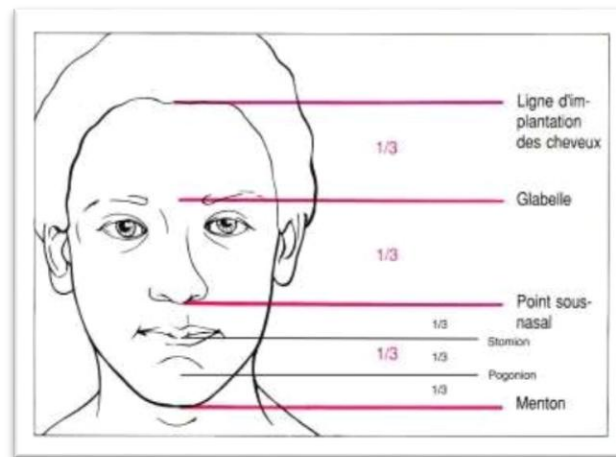 Ligne d'im-
plantation
des cheveux
1/3
Glabelle
1/3
Point sous-
nasal
1/3
Stomion
1/3
1/3
Pogonion
1/3
Menton